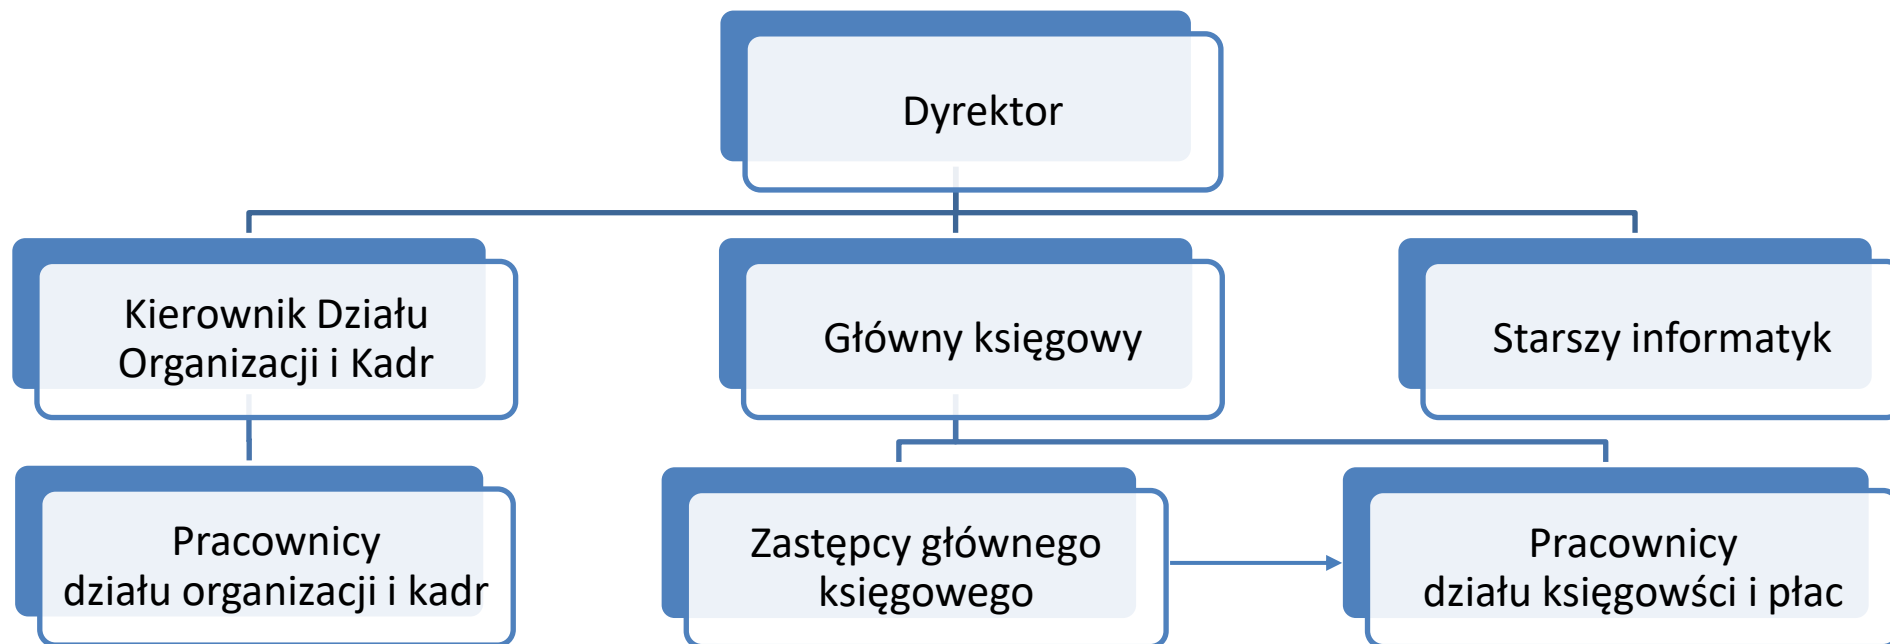 Dyrektor
Kierownik Działu
Organizacji i Kadr
Główny księgowy
Starszy informatyk
Pracownicy
działu organizacji i kadr
Zastępcy głównego
księgowego
Pracownicy
działu księgowści i płac